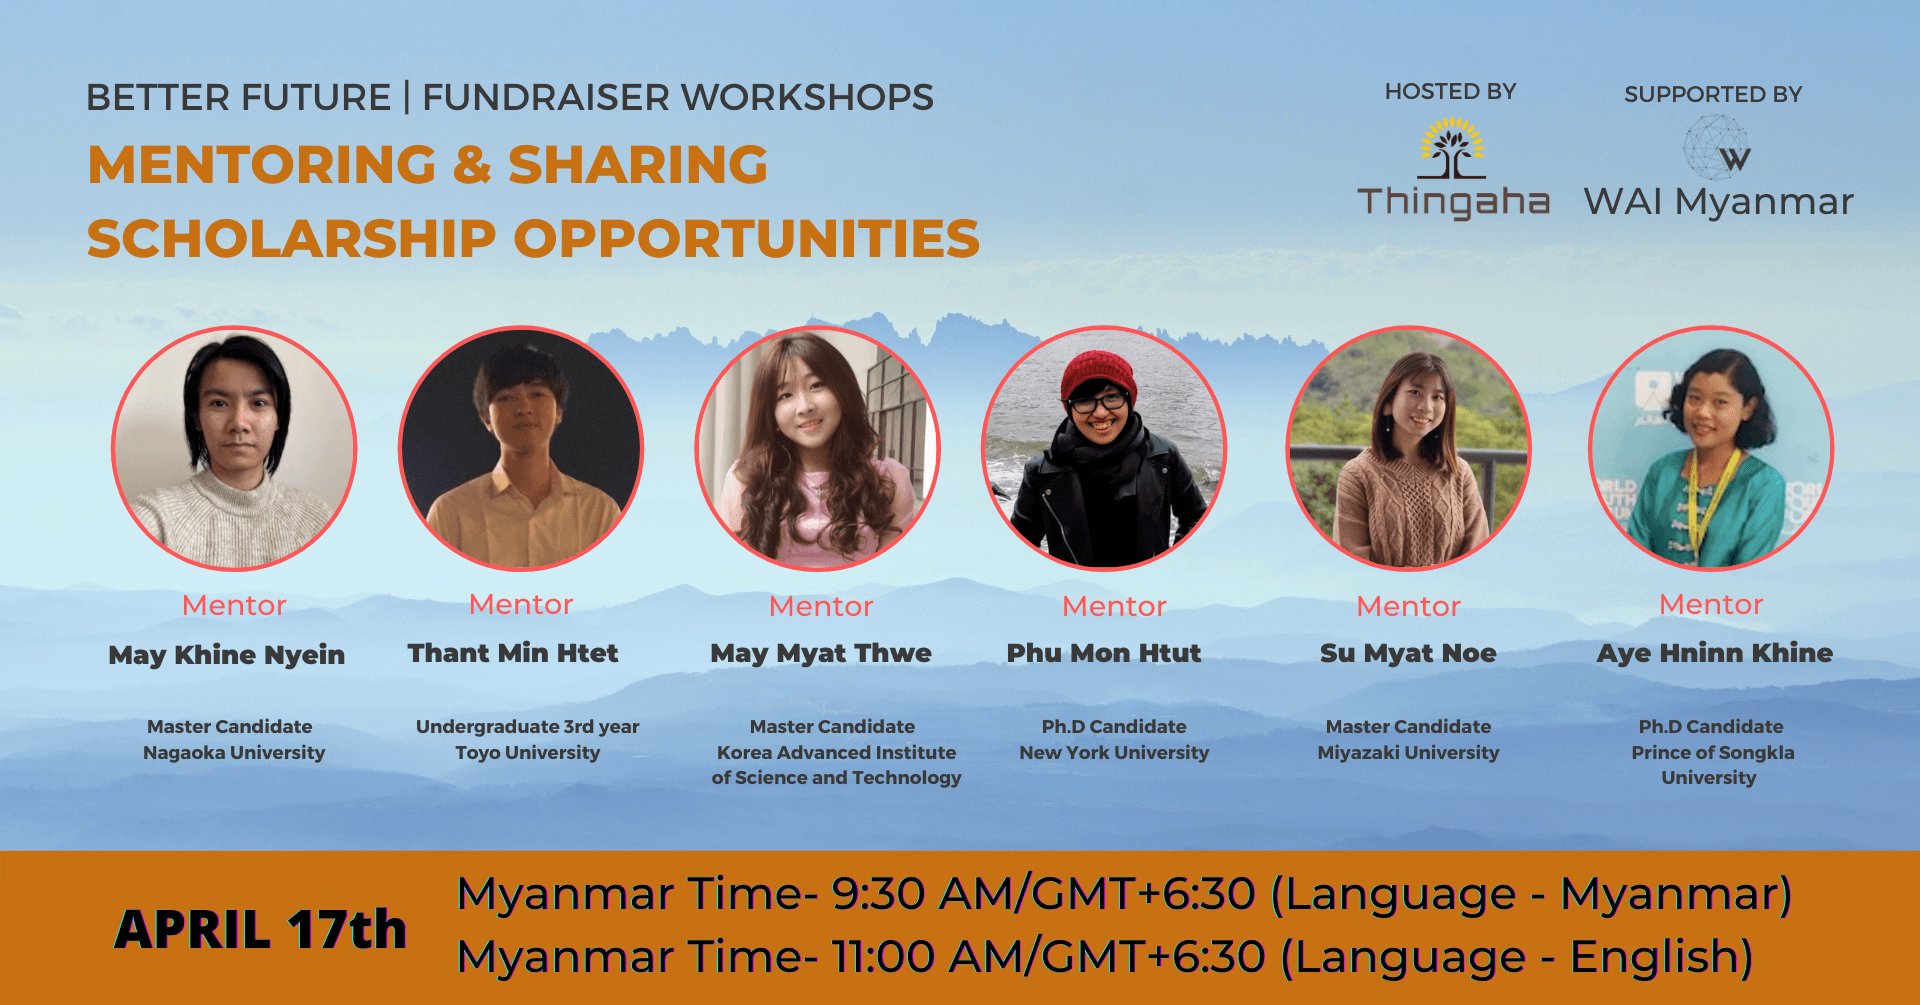 BETTER FUTURE | FUNDRAISER WORKSHOPS
MENTORING & SHARING
SCHOLARSHIP OPPORTUNITIES
HOSTED BY
Thingaha
SUPPORTED BY
W
WAI Myanmar
Mentor
May Khine Nyein
Master Candidate
Nagaoka University
Mentor
Thant Min Htet
Undergraduate 3rd year
Toyo University
Mentor
May Myat Thwe
Master Candidate
Korea Advanced Institute
of Science and Technology
Mentor
Phu Mon Htut
Ph.D Candidate
New York University
Mentor
Su Myat Noe
Master Candidate
Miyazaki University
Mentor
Aye Hninn Khine
Ph.D Candidate
Prince of Songkla
University
APRIL 17th
Myanmar Time- 9:30 AM/GMT+6:30 (Language - Myanmar)
Myanmar Time- 11:00 AM/GMT+6:30 (Language - English)